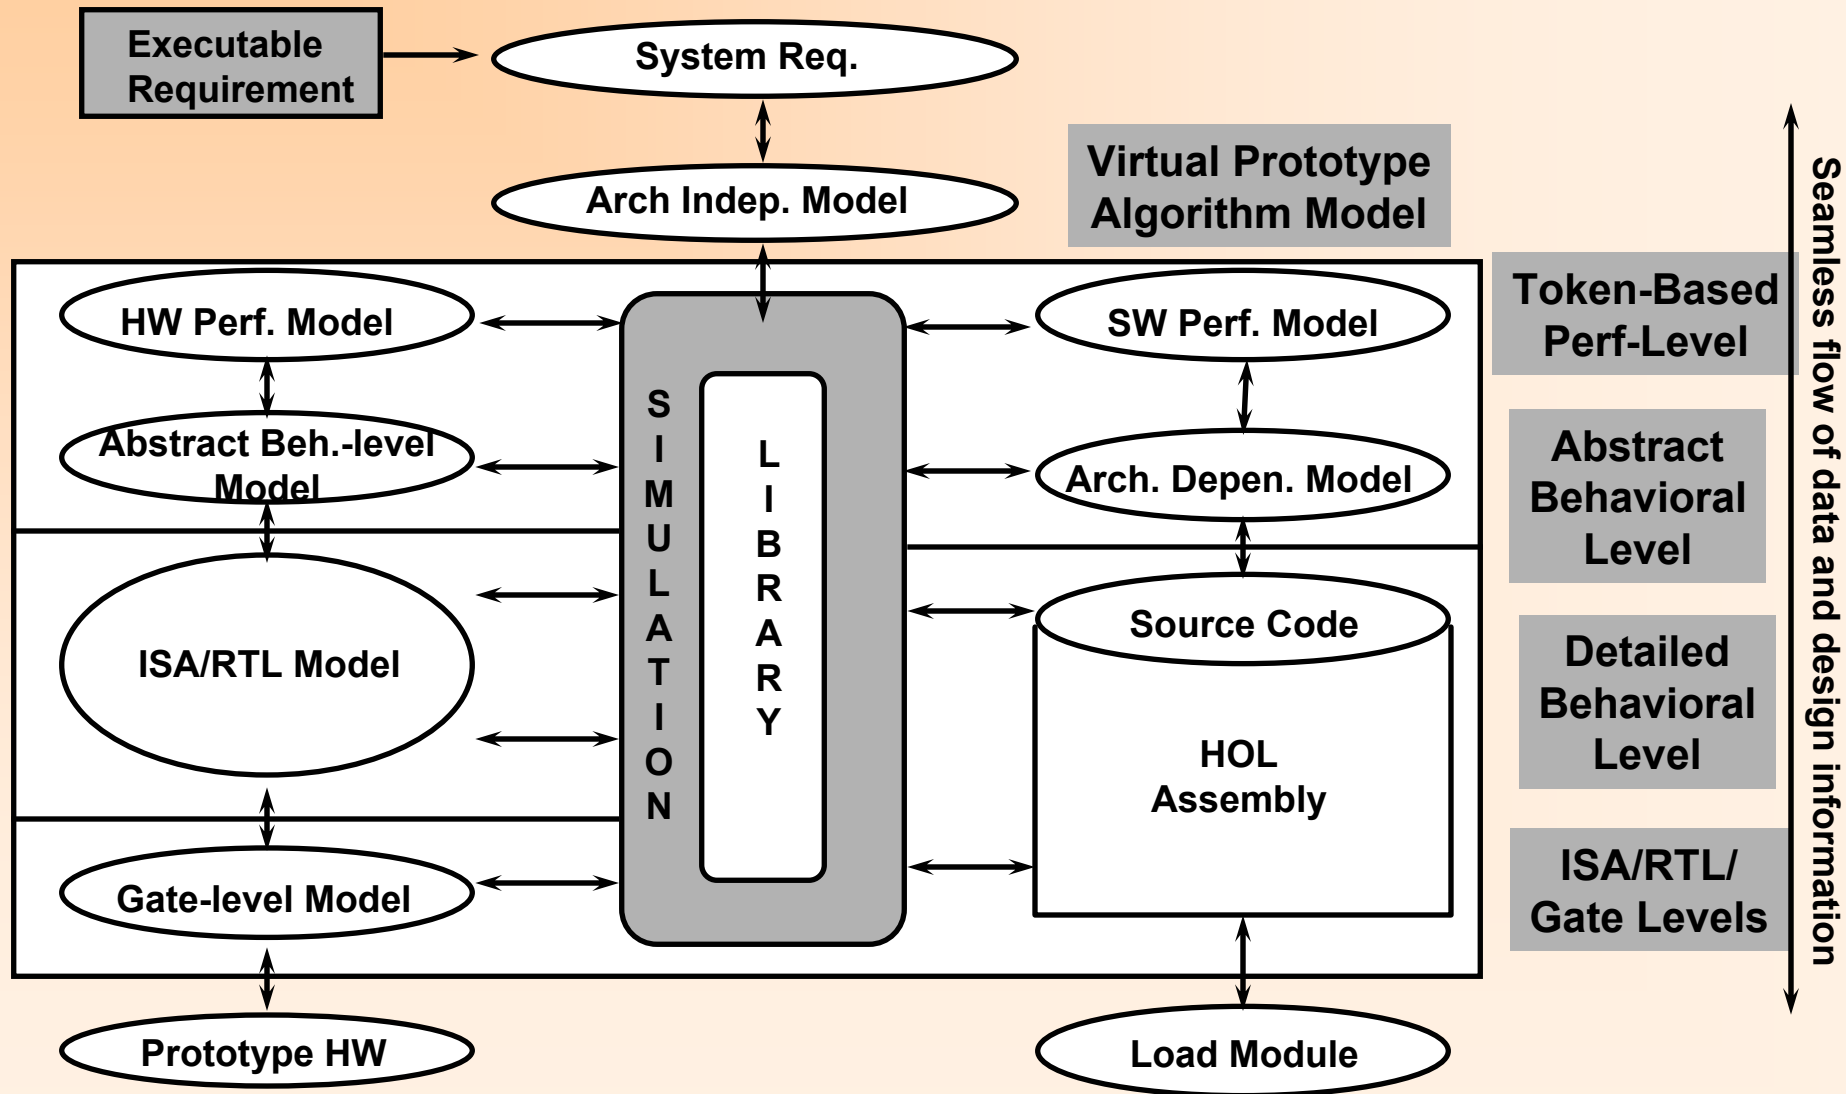 Executable
Requirement
System Req.
Arch Indep. Model
Virtual Prototype
Algorithm Model
HW Perf. Model
SW Perf. Model
Token-Based
Perf-Level
Abstract Beh.-level
Model
Arch. Depen. Model
Abstract
Behavioral
Level
SIMULATION
LIBRARY
ISA/RTL Model
Source Code
HOL
Assembly
Detailed
Behavioral
Level
Gate-level Model
ISA/RTL/
Gate Levels
Prototype HW
Load Module
Seamless flow of data and design information